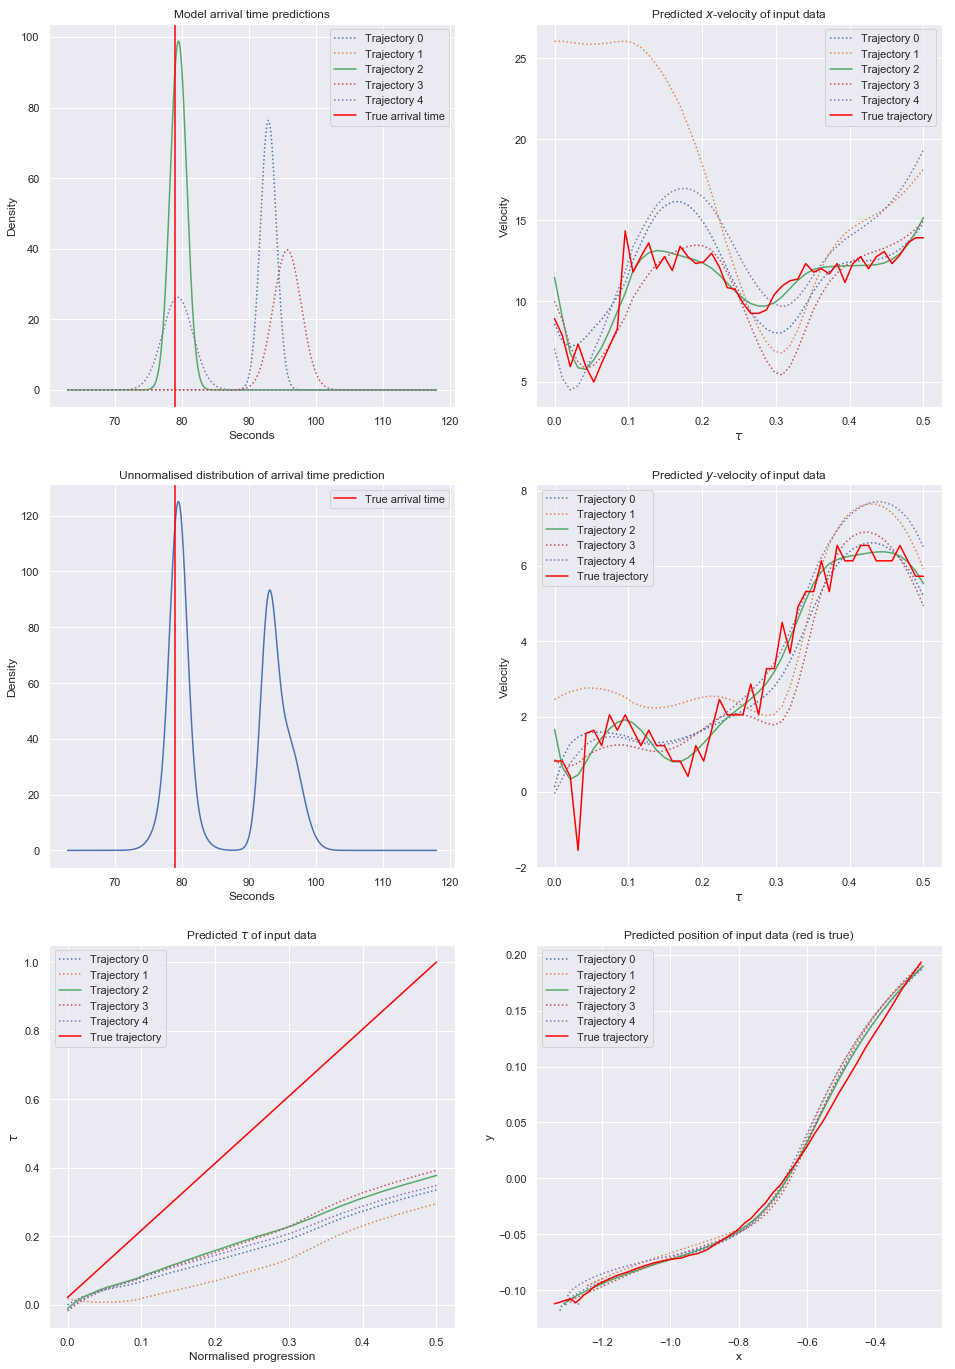 Model arrival time predictions
Density
100
80
60
40
20
0
70
80
90
100
110
120
Seconds
Trajectory 0
Trajectory 1
Trajectory 2
Trajectory 3
Trajectory 4
True arrival time
Predicted x-velocity of input data
Velocity
25
20
15
10
5
0.0
0.1
0.2
0.3
0.4
0.5
τ
Trajectory 0
Trajectory 1
Trajectory 2
Trajectory 3
Trajectory 4
True trajectory
Unnormalised distribution of arrival time prediction
Density
120
100
80
60
40
20
0
70
80
90
100
110
120
Seconds
True arrival time
Predicted y-velocity of input data
Velocity
8
6
4
2
0
−2
0.0
0.1
0.2
0.3
0.4
0.5
τ
Trajectory 0
Trajectory 1
Trajectory 2
Trajectory 3
Trajectory 4
True trajectory
Predicted τ of input data
τ
1.0
0.8
0.6
0.4
0.2
0.0
0.0
0.1
0.2
0.3
0.4
0.5
Normalised progression
Trajectory 0
Trajectory 1
Trajectory 2
Trajectory 3
Trajectory 4
True trajectory
Predicted position of input data (red is true)
y
0.20
0.15
0.10
0.05
0.00
−0.05
−0.10
−1.2
−1.0
−0.8
−0.6
−0.4
x
Trajectory 0
Trajectory 1
Trajectory 2
Trajectory 3
Trajectory 4
True trajectory